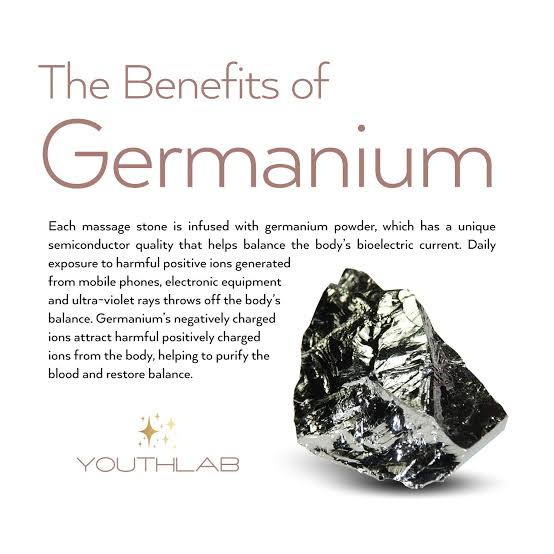 The Benefits of
Germanium
Each massage stone is infused with germanium powder, which has a unique
semiconductor quality that helps balance the body's bioelectric current. Daily
exposure to harmful positive ions generated
from mobile phones, electronic equipment
and ultra-violet rays throws off the body's
balance. Germanium's negatively charged
ions attract harmful positively charged
ions from the body, helping to purify the
blood and restore balance.
YOUTHLAB